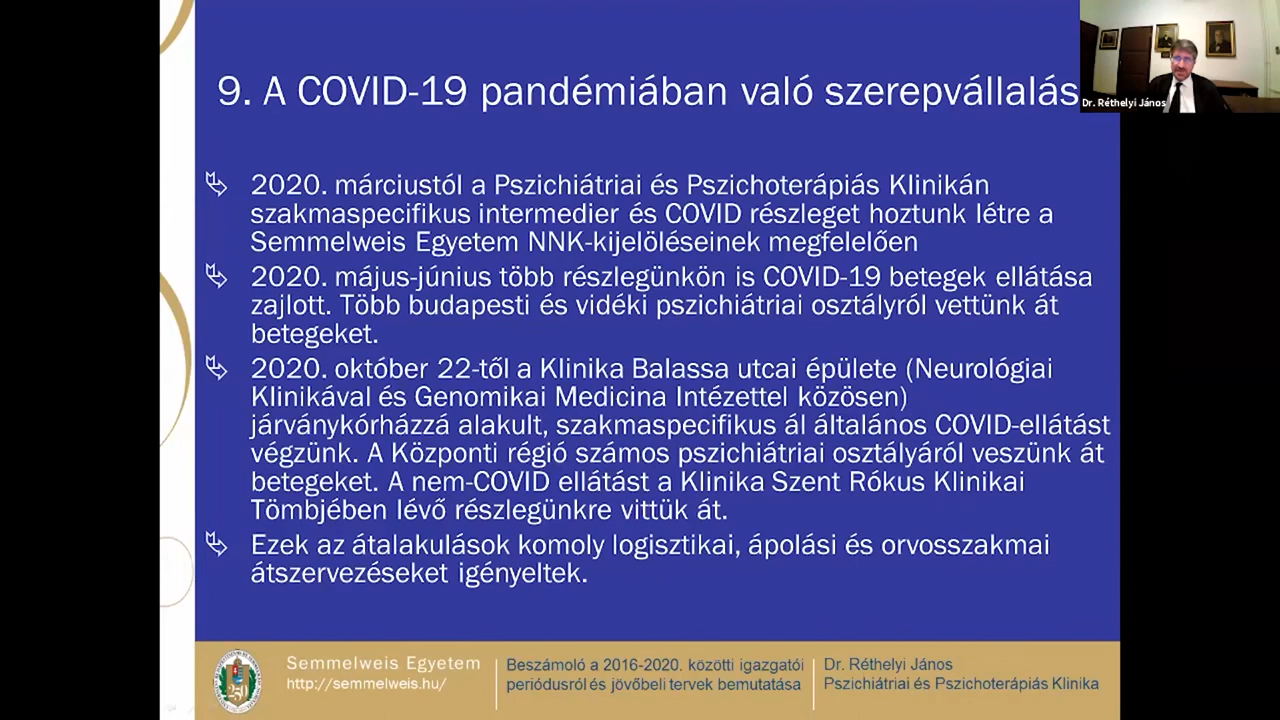 9. A COVID-19 pandémiában való szerepvállalás
Dr. Réthelyi János
2020. márciustól a Pszichiátriai és Pszichoterápiás Klinikán
szakmaspecifikus intermedier és COVID részleget hoztunk létre a
Semmelweis Egyetem NNK-kijelöléseinek megfelelően
2020. május-június több részlegünkön is COVID-19 betegek ellátása
zajlott. Több budapesti és vidéki pszichiátriai osztályról vettünk át
betegeket.
2020. október 22-től a Klinika Balassa utcai épülete (Neurológiai
Klinikával és Genomikai Medicina Intézettel közösen)
járványkórházzá alakult, szakmaspecifikus ál általános COVID-ellátást
végzünk. A Központi régió számos pszichiátriai osztályáról veszünk át
betegeket. A nem-COVID ellátást a Klinika Szent Rókus Klinikai
Tömbjében lévő részlegünkre vittük át.
Ezek az átalakulások komoly logisztikai, ápolási és orvosszakmai
átszervezéseket igényeltek.
250
Semmelweis Egyetem
http://semmelweis.hu/
Beszámoló a 2016-2020. közötti igazgatói
periódusról és jövőbeli tervek bemutatása
Dr. Réthelyi János
Pszichiátriai és Pszichoterápiás Klinika